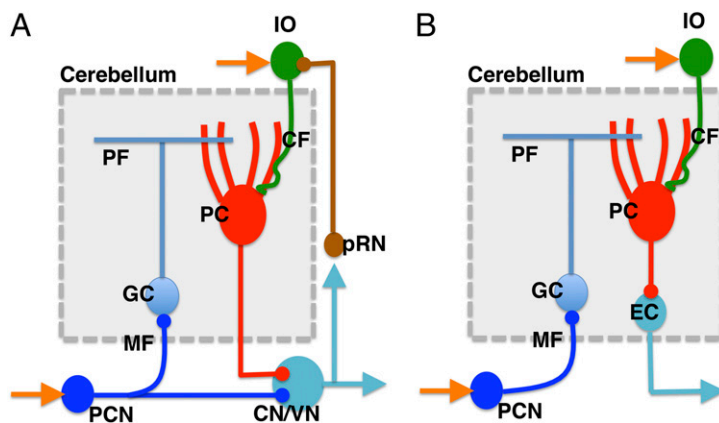 A
IO
Cerebellum
CF
PF
PC
pRN
GC
MF
PCN
CN/VN
B
IO
Cerebellum
CF
PF
PC
GC
EC
MF
PCN